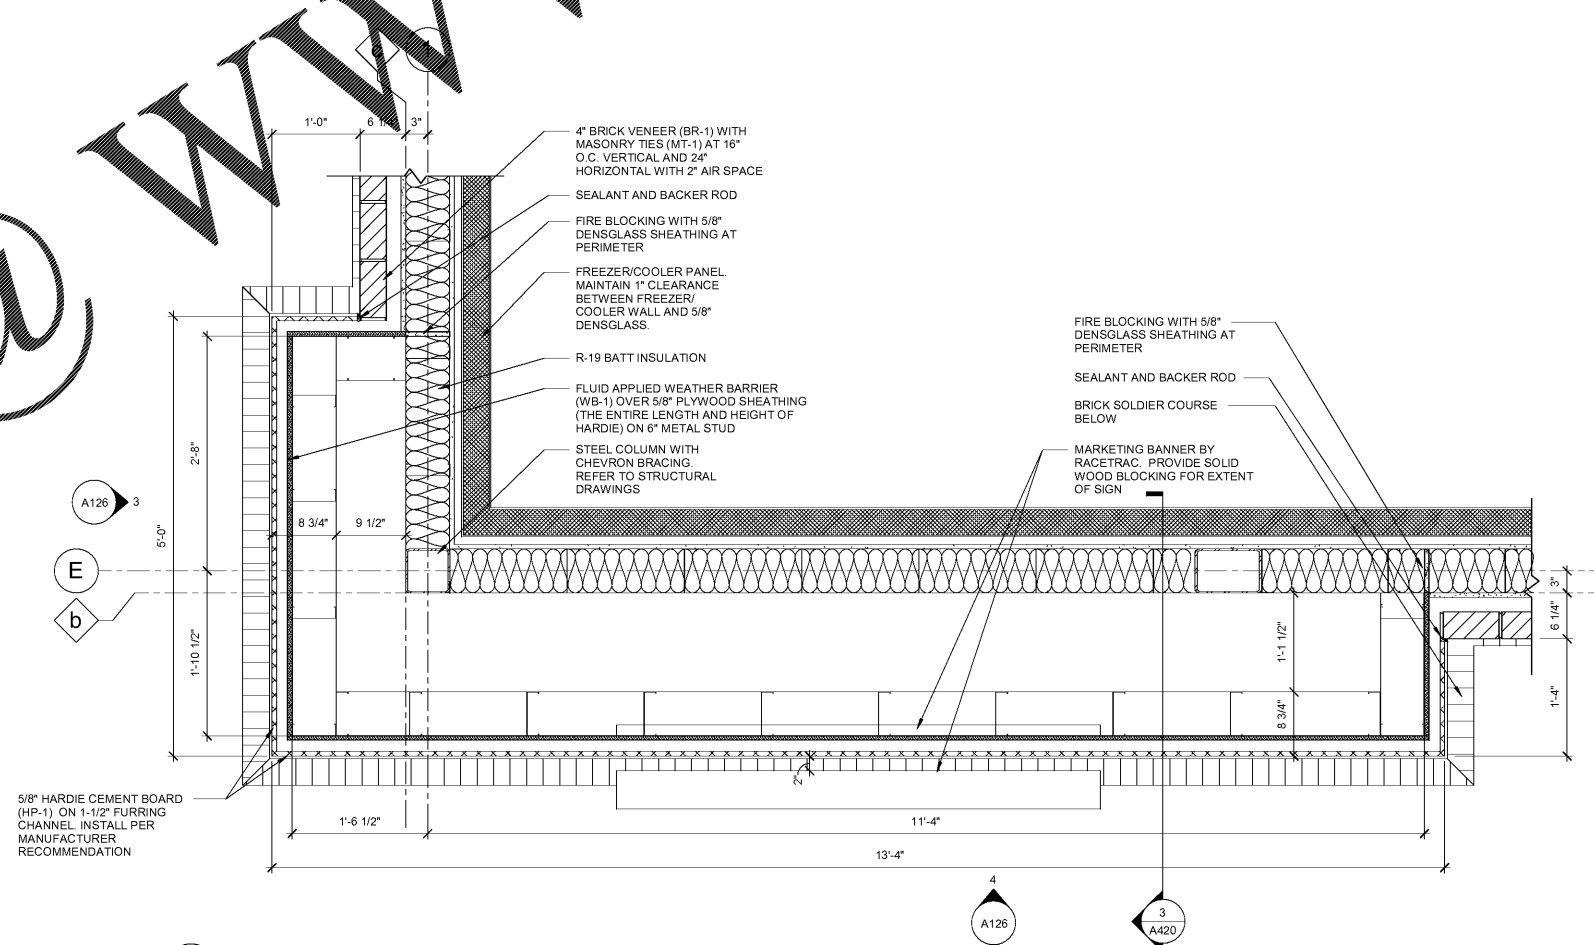 @ WWW
c
1
1'-0"
6 1/4"
3"
4" BRICK VENEER (BR-1) WITH
MASONRY TIES (MT-1) AT 16"
O.C. VERTICAL AND 24"
HORIZONTAL WITH 2" AIR SPACE
SEALANT AND BACKER ROD
FIRE BLOCKING WITH 5/8"
DENSGLASS SHEATHING AT
PERIMETER
FREEZER/COOLER PANEL.
MAINTAIN 1" CLEARANCE
BETWEEN FREEZER/
COOLER WALL AND 5/8"
DENSGLASS.
R-19 BATT INSULATION
FLUID APPLIED WEATHER BARRIER
(WB-1) OVER 5/8" PLYWOOD SHEATHING
(THE ENTIRE LENGTH AND HEIGHT OF
HARDIE) ON 6" METAL STUD
STEEL COLUMN WITH
CHEVRON BRACING.
REFER TO STRUCTURAL
DRAWINGS
FIRE BLOCKING WITH 5/8"
DENSGLASS SHEATHING AT
PERIMETER
SEALANT AND BACKER ROD
BRICK SOLDIER COURSE
BELOW
MARKETING BANNER BY
RACETRAC. PROVIDE SOLID
WOOD BLOCKING FOR EXTENT
OF SIGN
2'-8"
A126
3
5'-0"
8 3/4"
9 1/2"
E
b
1'-10 1/2"
1'-1 1/2"
8 3/4"
3"
6 1/4"
1'-4"
2"
5/8" HARDIE CEMENT BOARD
(HP-1) ON 1-1/2" FURRING
CHANNEL. INSTALL PER
MANUFACTURER
RECOMMENDATION
1'-6 1/2"
11'-4"
13'-4"
4
A126
3
A420